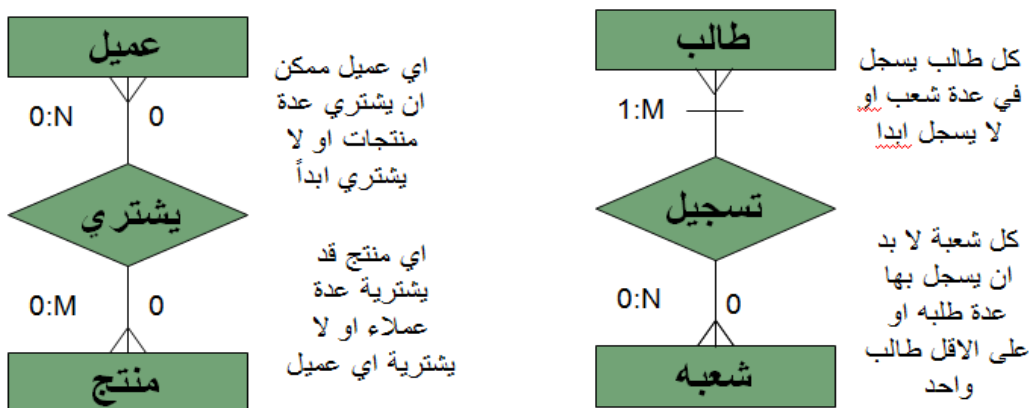 عميل
0:N 0
يشتري
0:M 0
منتج
اي عميل ممكن
ان يشتري عدة
منتجات او لا
يشتري ابداً
اي منتج قد
يشترية عدة
عملاء او لا
يشترية اي عميل
طالب
1:M
تسجيل
0:N 0
شعبه
كل طالب يسجل
في عدة شعب او
لا يسجل ابدا
كل شعبة لا بد
ان يسجل بها
عدة طلبه او
على الاقل طالب
واحد